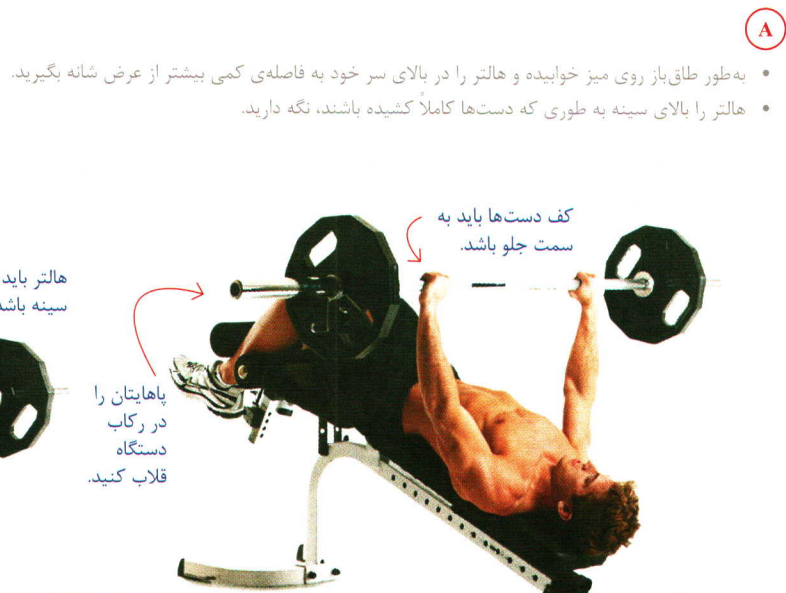 A
• به‌طور طاق‌باز روی میز خوابیده و هالتر را در بالای سر خود به فاصله‌ی کمی بیشتر از عرض شانه بگیرید.
• هالتر را بالای سینه به طوری که دست‌ها کاملاً کشیده باشند، نگه دارید.
کف دست‌ها باید به
سمت جلو باشد.
هالتر باید
سینه باشد
پاهایتان را
در رکاب
دستگاه
قلاب کنید.